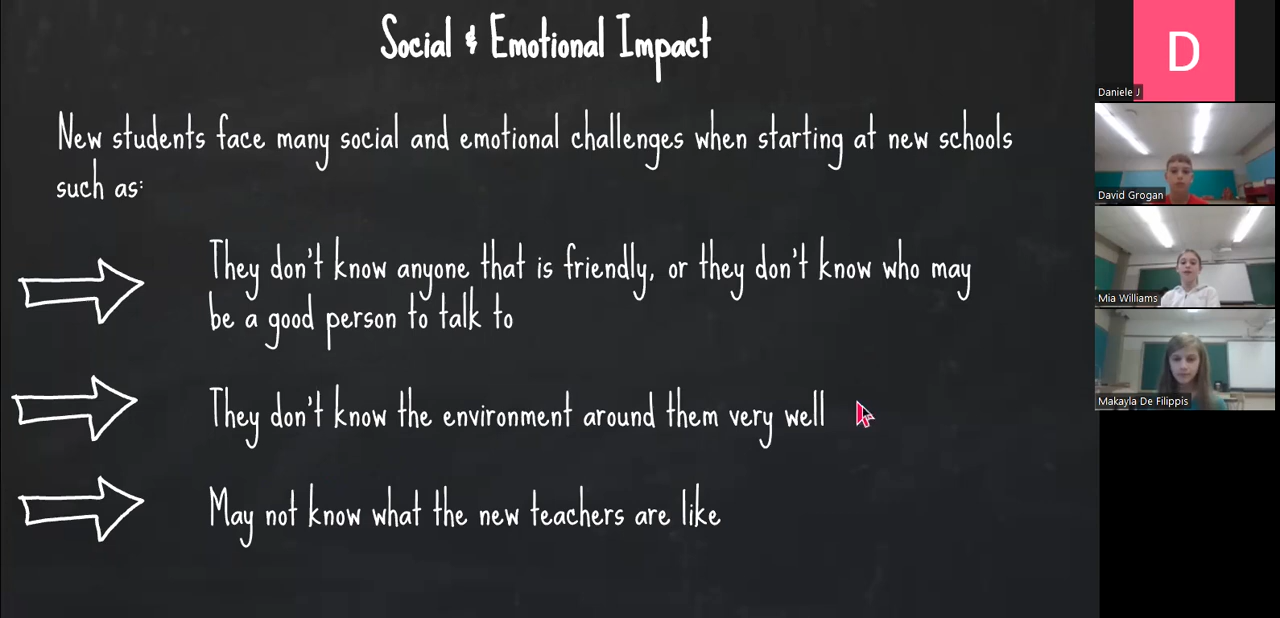 Social & Emotional Impact
New students face many social and emotional challenges when starting at new schools
such as:
They don't know anyone that is friendly, or they don't know who may
be a good person to talk to
They don't know the environment around them very well
May not know what the new teachers are like
D
Daniele J
David Grogan
Mia Williams
Makayla De Filippis